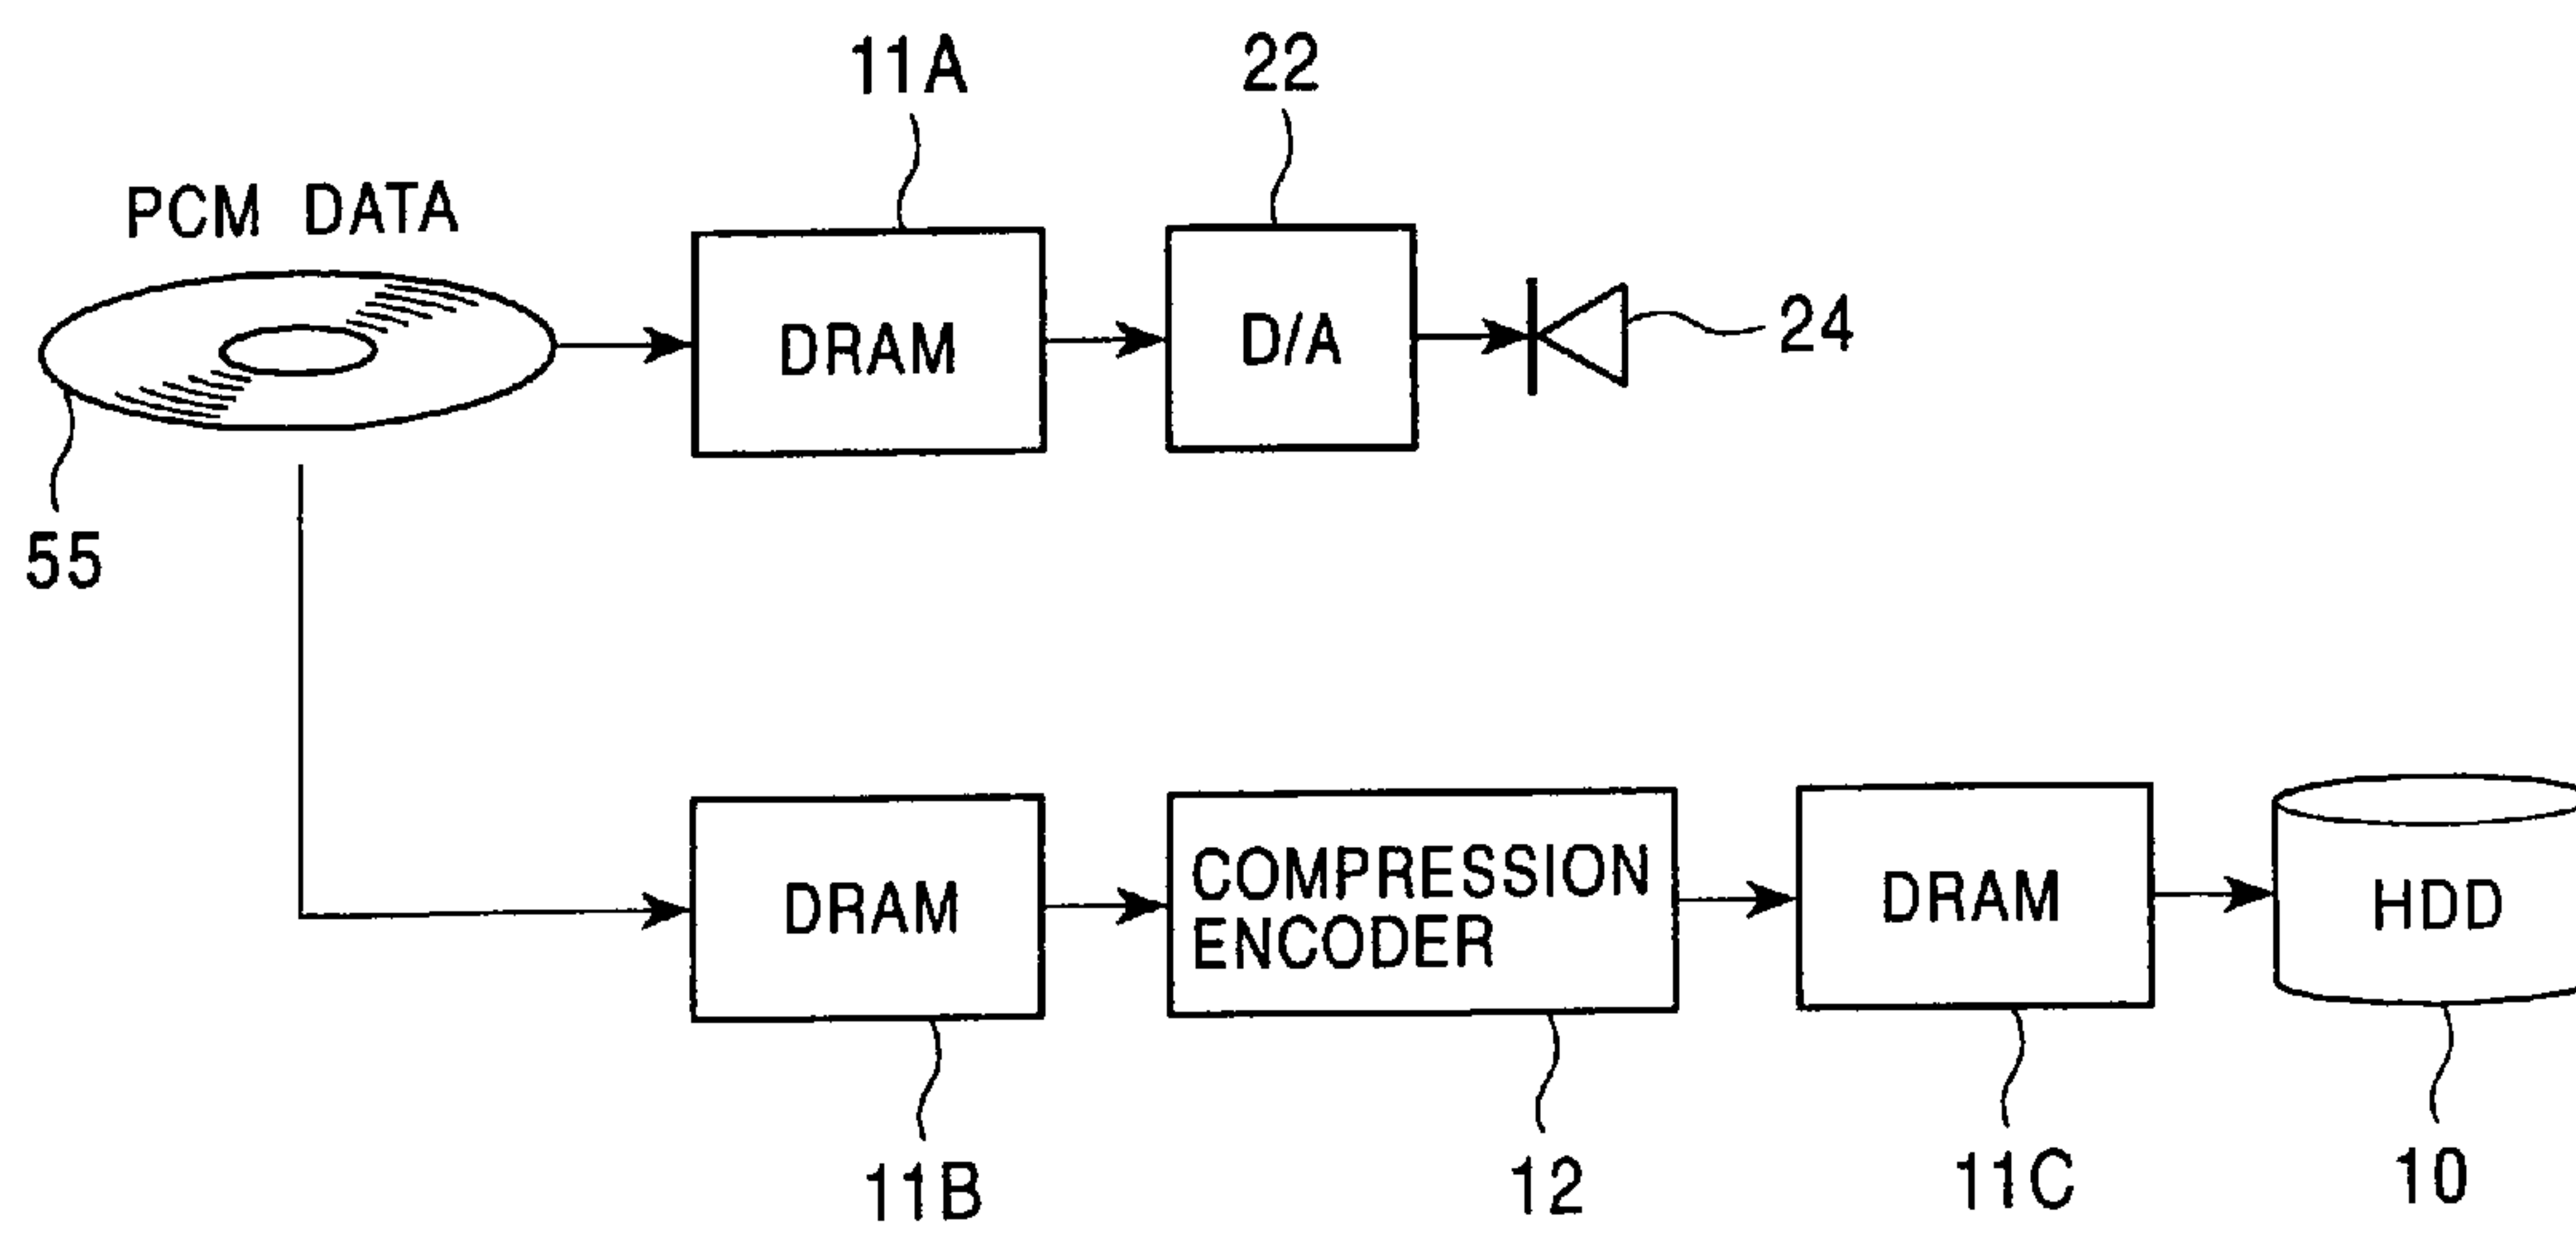 11A
22
PCM DATA
DRAM
D/A
24
55
DRAM
COMPRESSION
ENCODER
DRAM
HDD
11B
12
11C
10